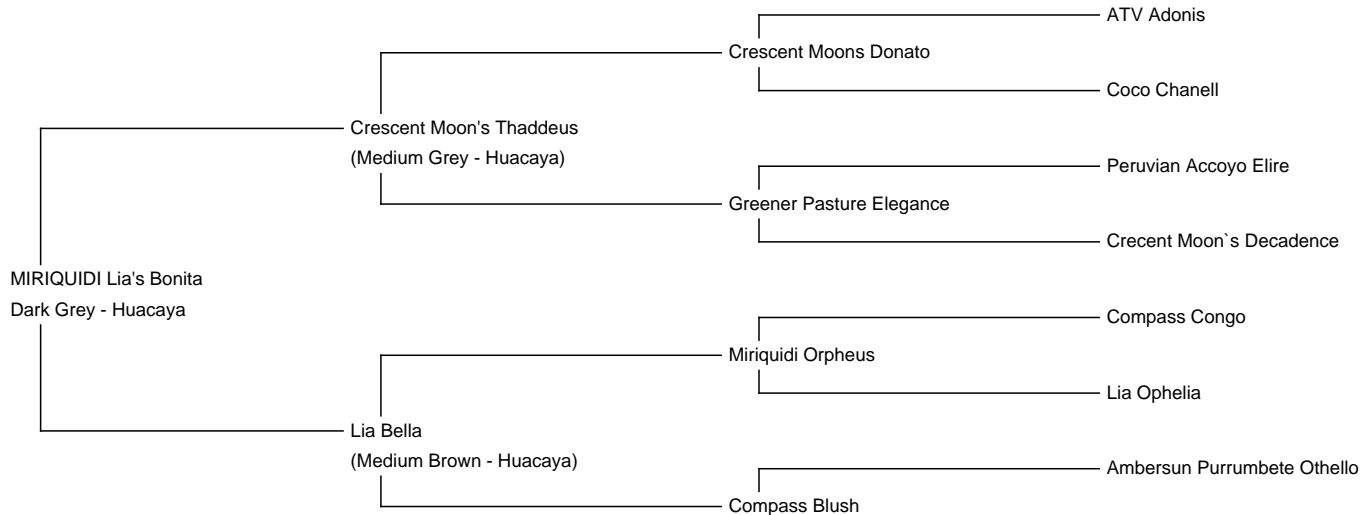 ATV Adonis
Crescent Moons Donato
Coco Chanell
Crescent Moon's Thaddeus
(Medium Grey - Huacaya)
Peruvian Accoyo Elire
Greener Pasture Elegance
Crecent Moon`s Decadence
MIRIQUIDI Lia's Bonita
Dark Grey - Huacaya
Compass Congo
Miriquidi Orpheus
Lia Ophelia
Lia Bella
(Medium Brown - Huacaya)
Ambersun Purrumbete Othello
Compass Blush